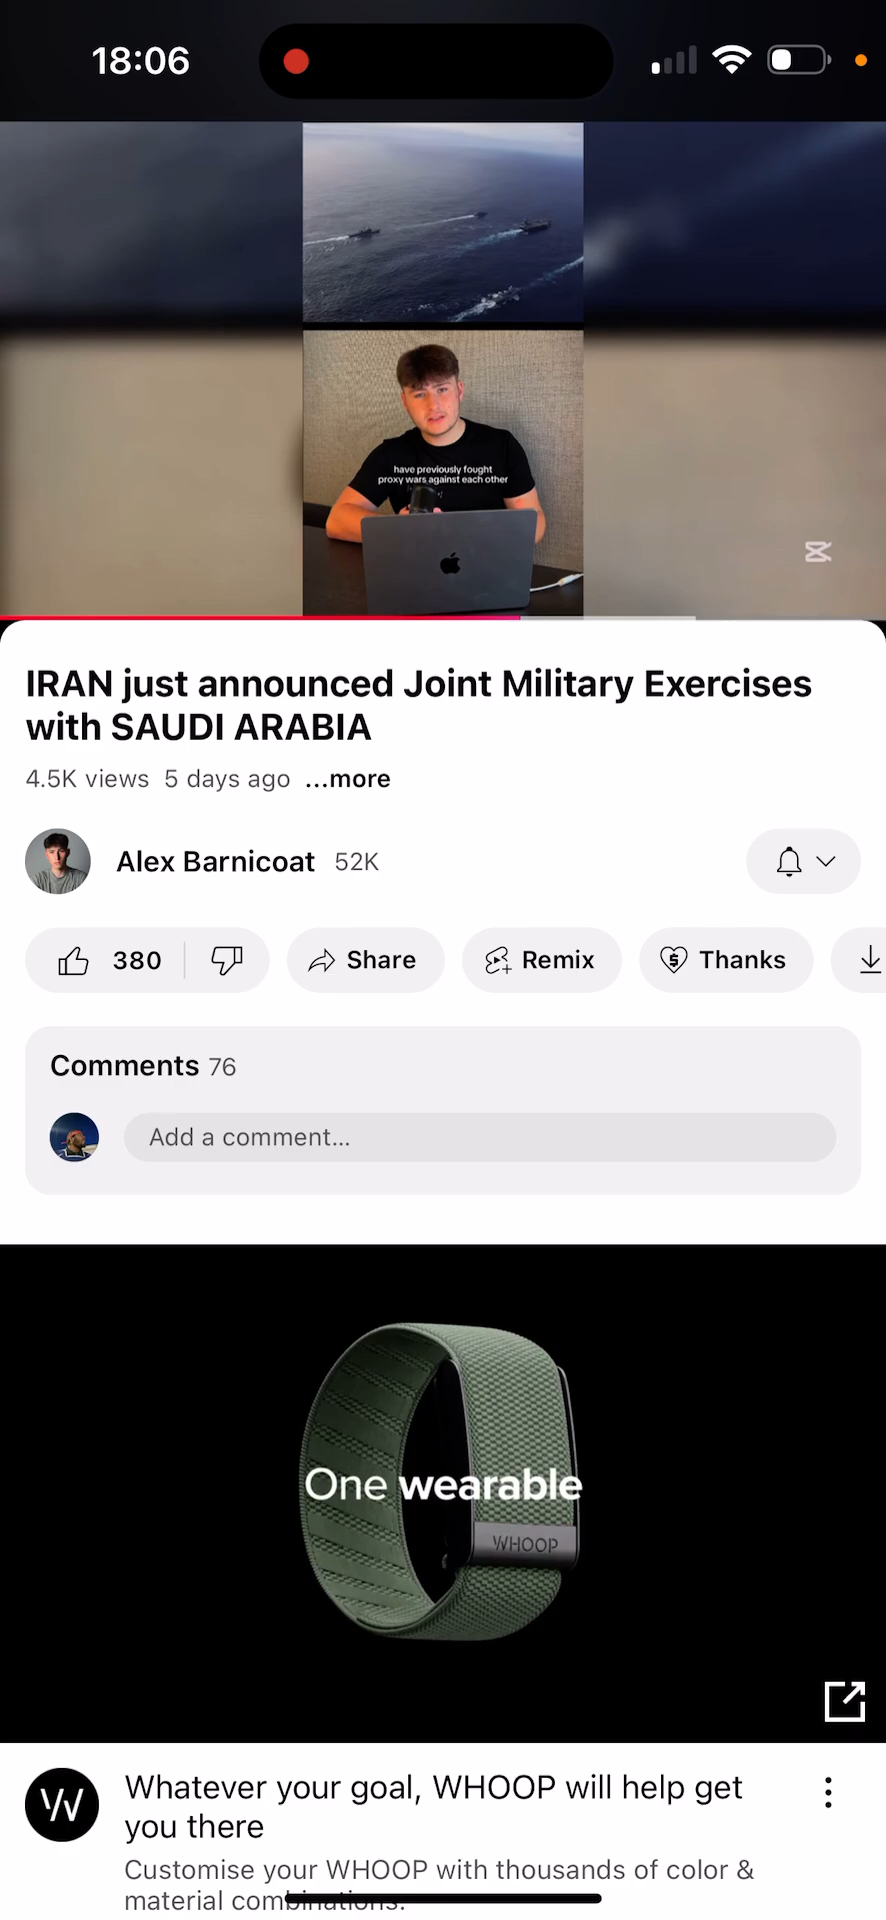 18:06
have previously fought
proxy wars against each other
IRAN just announced Joint Military Exercises
with SAUDI ARABIA
4.5K views 5 days ago ...more
Alex Barnicoat 52K
380 Share Remix Thanks
Comments 76
Add a comment...
One wearable
WHOOP
Whatever your goal, WHOOP will help get
you there
Customise your WHOOP with thousands of color &
material combinations.